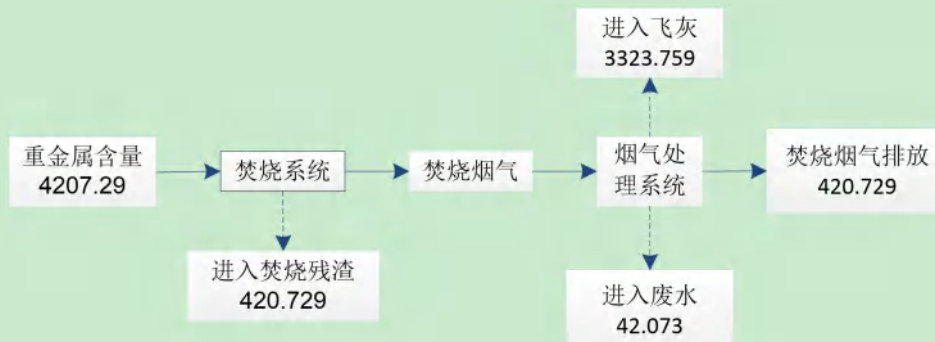 进入飞灰
3323.759
重金属含量
4207.29
焚烧系统
焚烧烟气
烟气处
理系统
焚烧烟气排放
420.729
进入焚烧残渣
420.729
进入废水
42.073